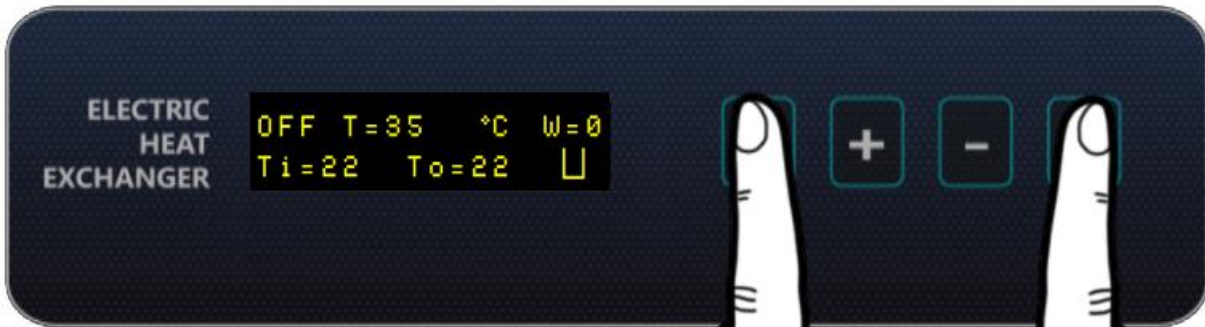 ELECTRIC
HEAT
EXCHANGER
OFF T=35 °C W=0
Ti=22 To=22
+
-